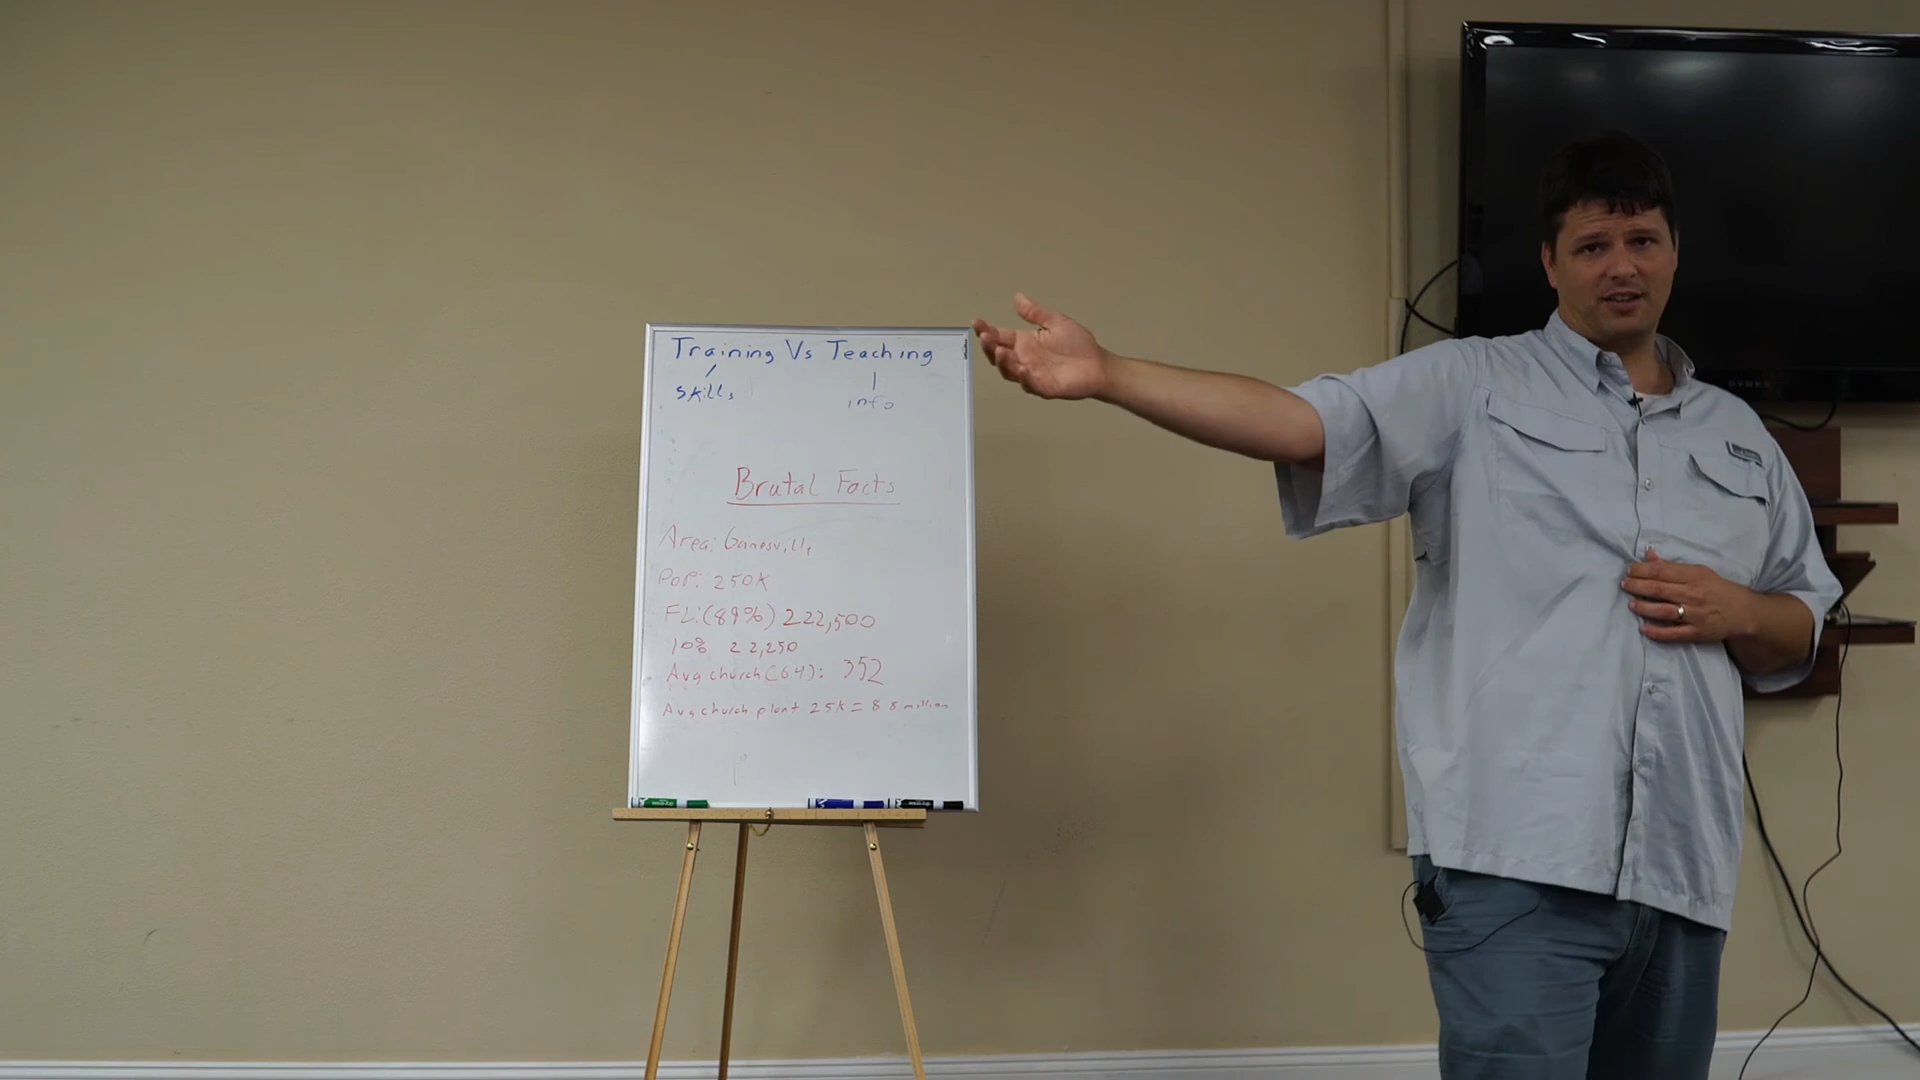 Training Vs Teaching
skills info
Brutal Facts
Area: Gainesville
Pop: 250K
FL: (89%) 222,500
10% 22,250
Avg church (64): 352
Avg church plant 25K = 8.8 million
DYNEX